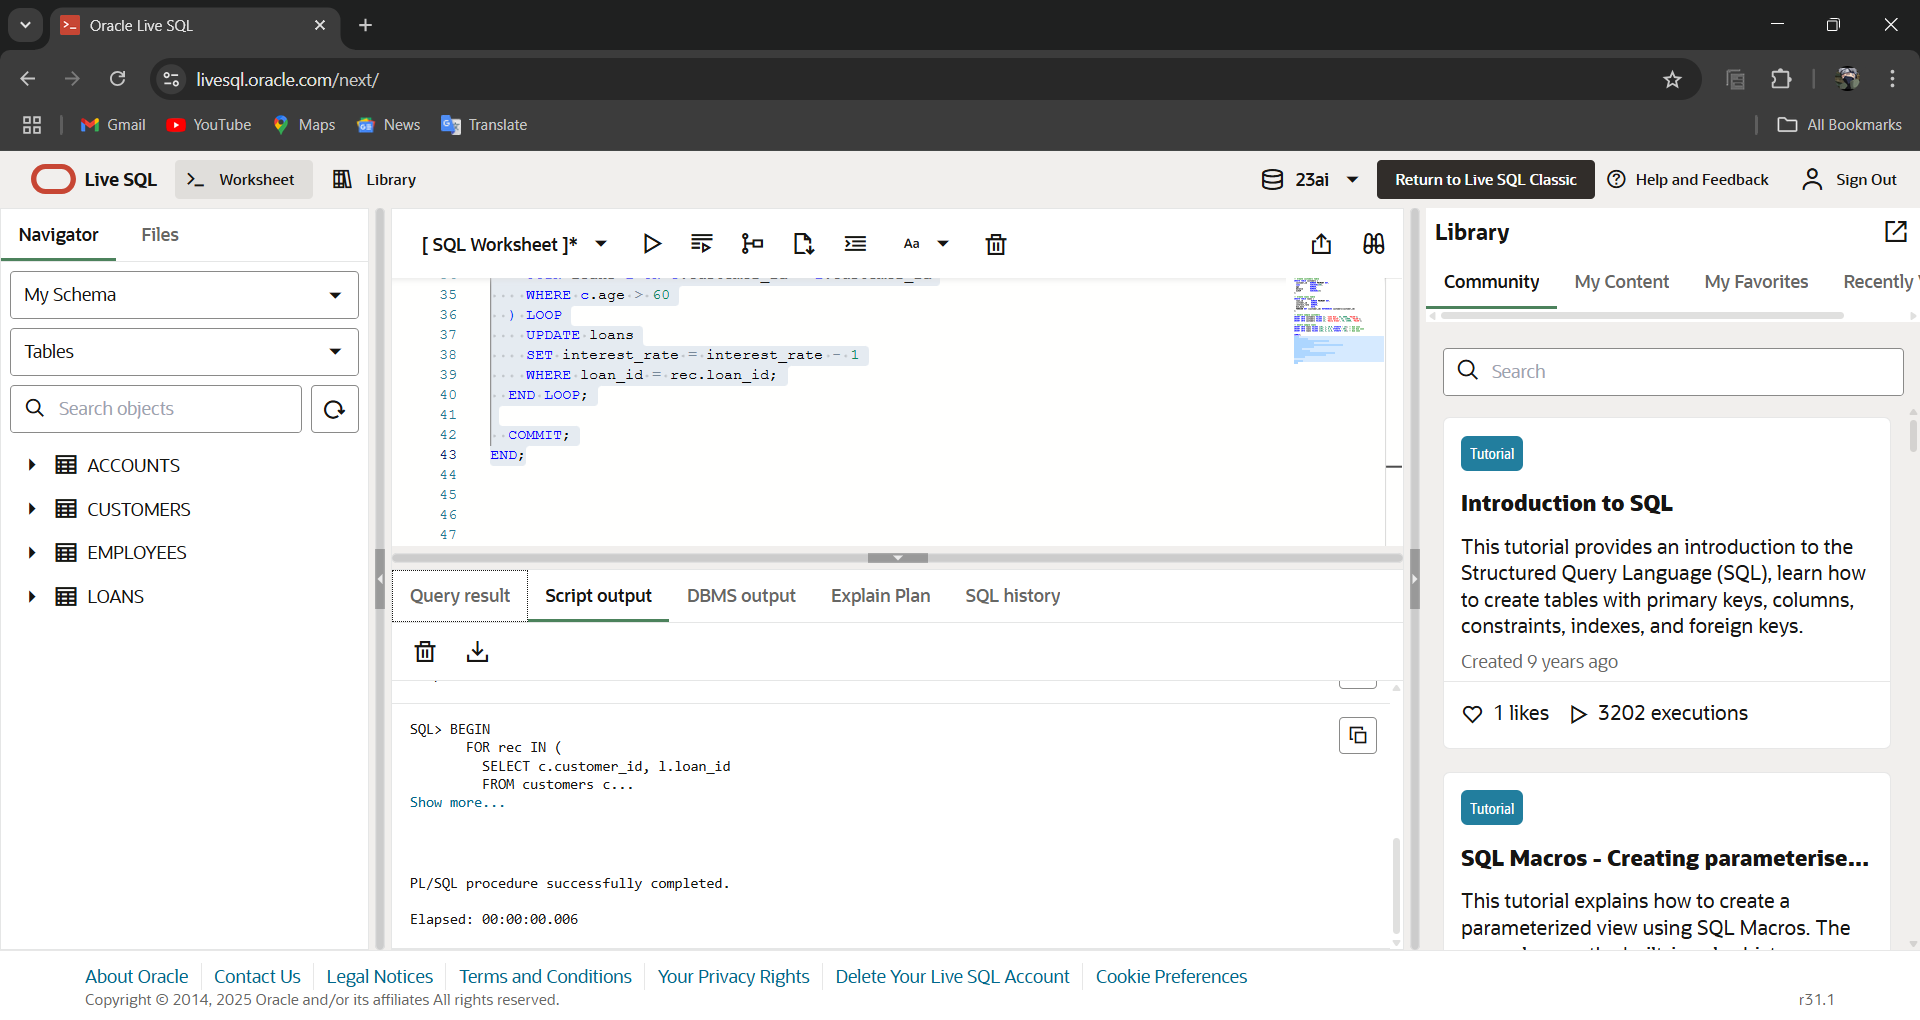 Oracle Live SQL
livesql.oracle.com/next/
Gmail
YouTube
Maps
News
Translate
All Bookmarks
Live SQL
Worksheet
Library
23ai
Return to Live SQL Classic
Help and Feedback
Sign Out
Navigator
Files
My Schema
Tables
Search objects
ACCOUNTS
CUSTOMERS
EMPLOYEES
LOANS
[ SQL Worksheet ]*
Aa
35 WHERE c.age > 60
36 ) LOOP
37 UPDATE loans
38 SET interest_rate = interest_rate - 1
39 WHERE loan_id = rec.loan_id;
40 END LOOP;
41
42 COMMIT;
43 END;
44
45
46
47
Query result
Script output
DBMS output
Explain Plan
SQL history
SQL> BEGIN
FOR rec IN (
SELECT c.customer_id, l.loan_id
FROM customers c...
Show more...
PL/SQL procedure successfully completed.
Elapsed: 00:00:00.006
Library
Community
My Content
My Favorites
Recently
Search
Tutorial
Introduction to SQL
This tutorial provides an introduction to the
Structured Query Language (SQL), learn how
to create tables with primary keys, columns,
constraints, indexes, and foreign keys.
Created 9 years ago
1 likes
3202 executions
Tutorial
SQL Macros - Creating parameterise...
This tutorial explains how to create a
parameterized view using SQL Macros. The
About Oracle
Contact Us
Legal Notices
Terms and Conditions
Your Privacy Rights
Delete Your Live SQL Account
Cookie Preferences
Copyright © 2014, 2025 Oracle and/or its affiliates All rights reserved.
r31.1